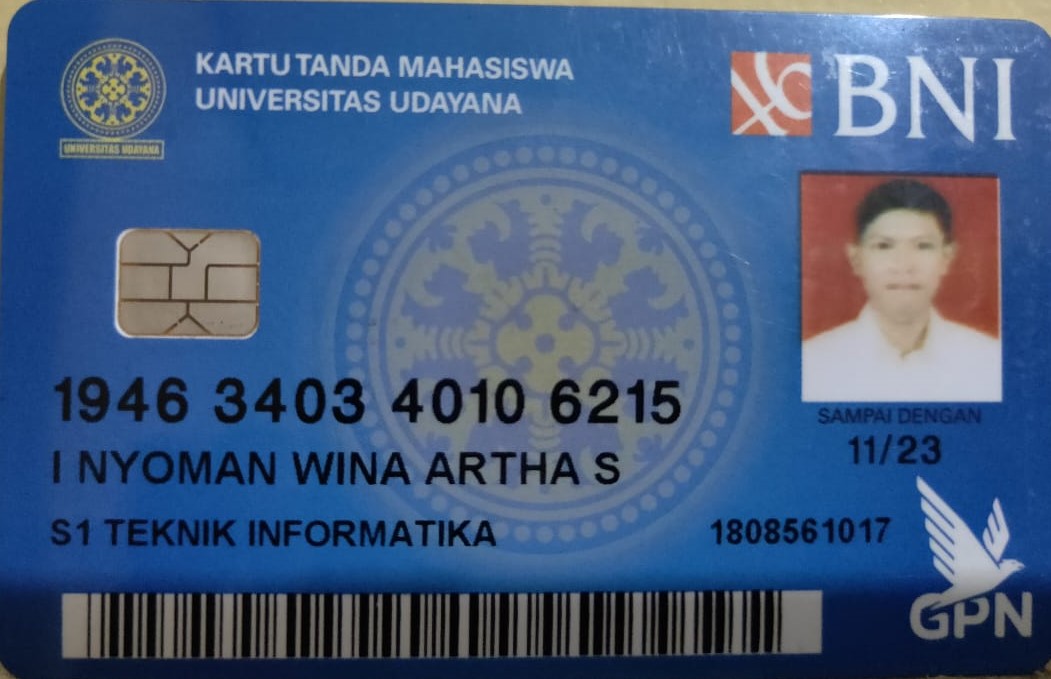 KARTU TANDA MAHASISWA
UNIVERSITAS UDAYANA
UNIVERSITAS UDAYANA
BNI
1946 3403 4010 6215
SAMPAI DENGAN
11/23
I NYOMAN WINA ARTHA S
S1 TEKNIK INFORMATIKA
1808561017
GPN